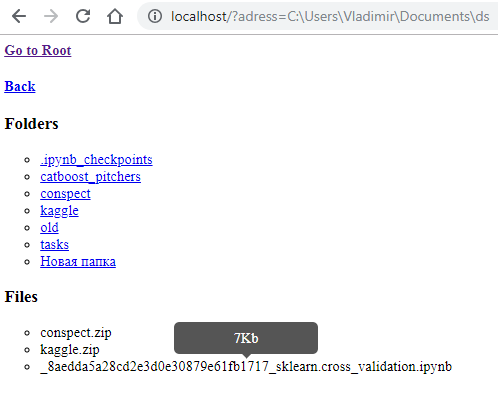 localhost/?adress=C:\Users\Vladimir\Documents\ds
Go to Root
Back
Folders
.ipynb_checkpoints
catboost_pitchers
conspect
kaggle
old
tasks
Новая папка
Files
conspect.zip
7Kb
kaggle.zip
_8aedda5a28cd2e3d0e30879e61fb1717_sklearn.cross_validation.ipynb